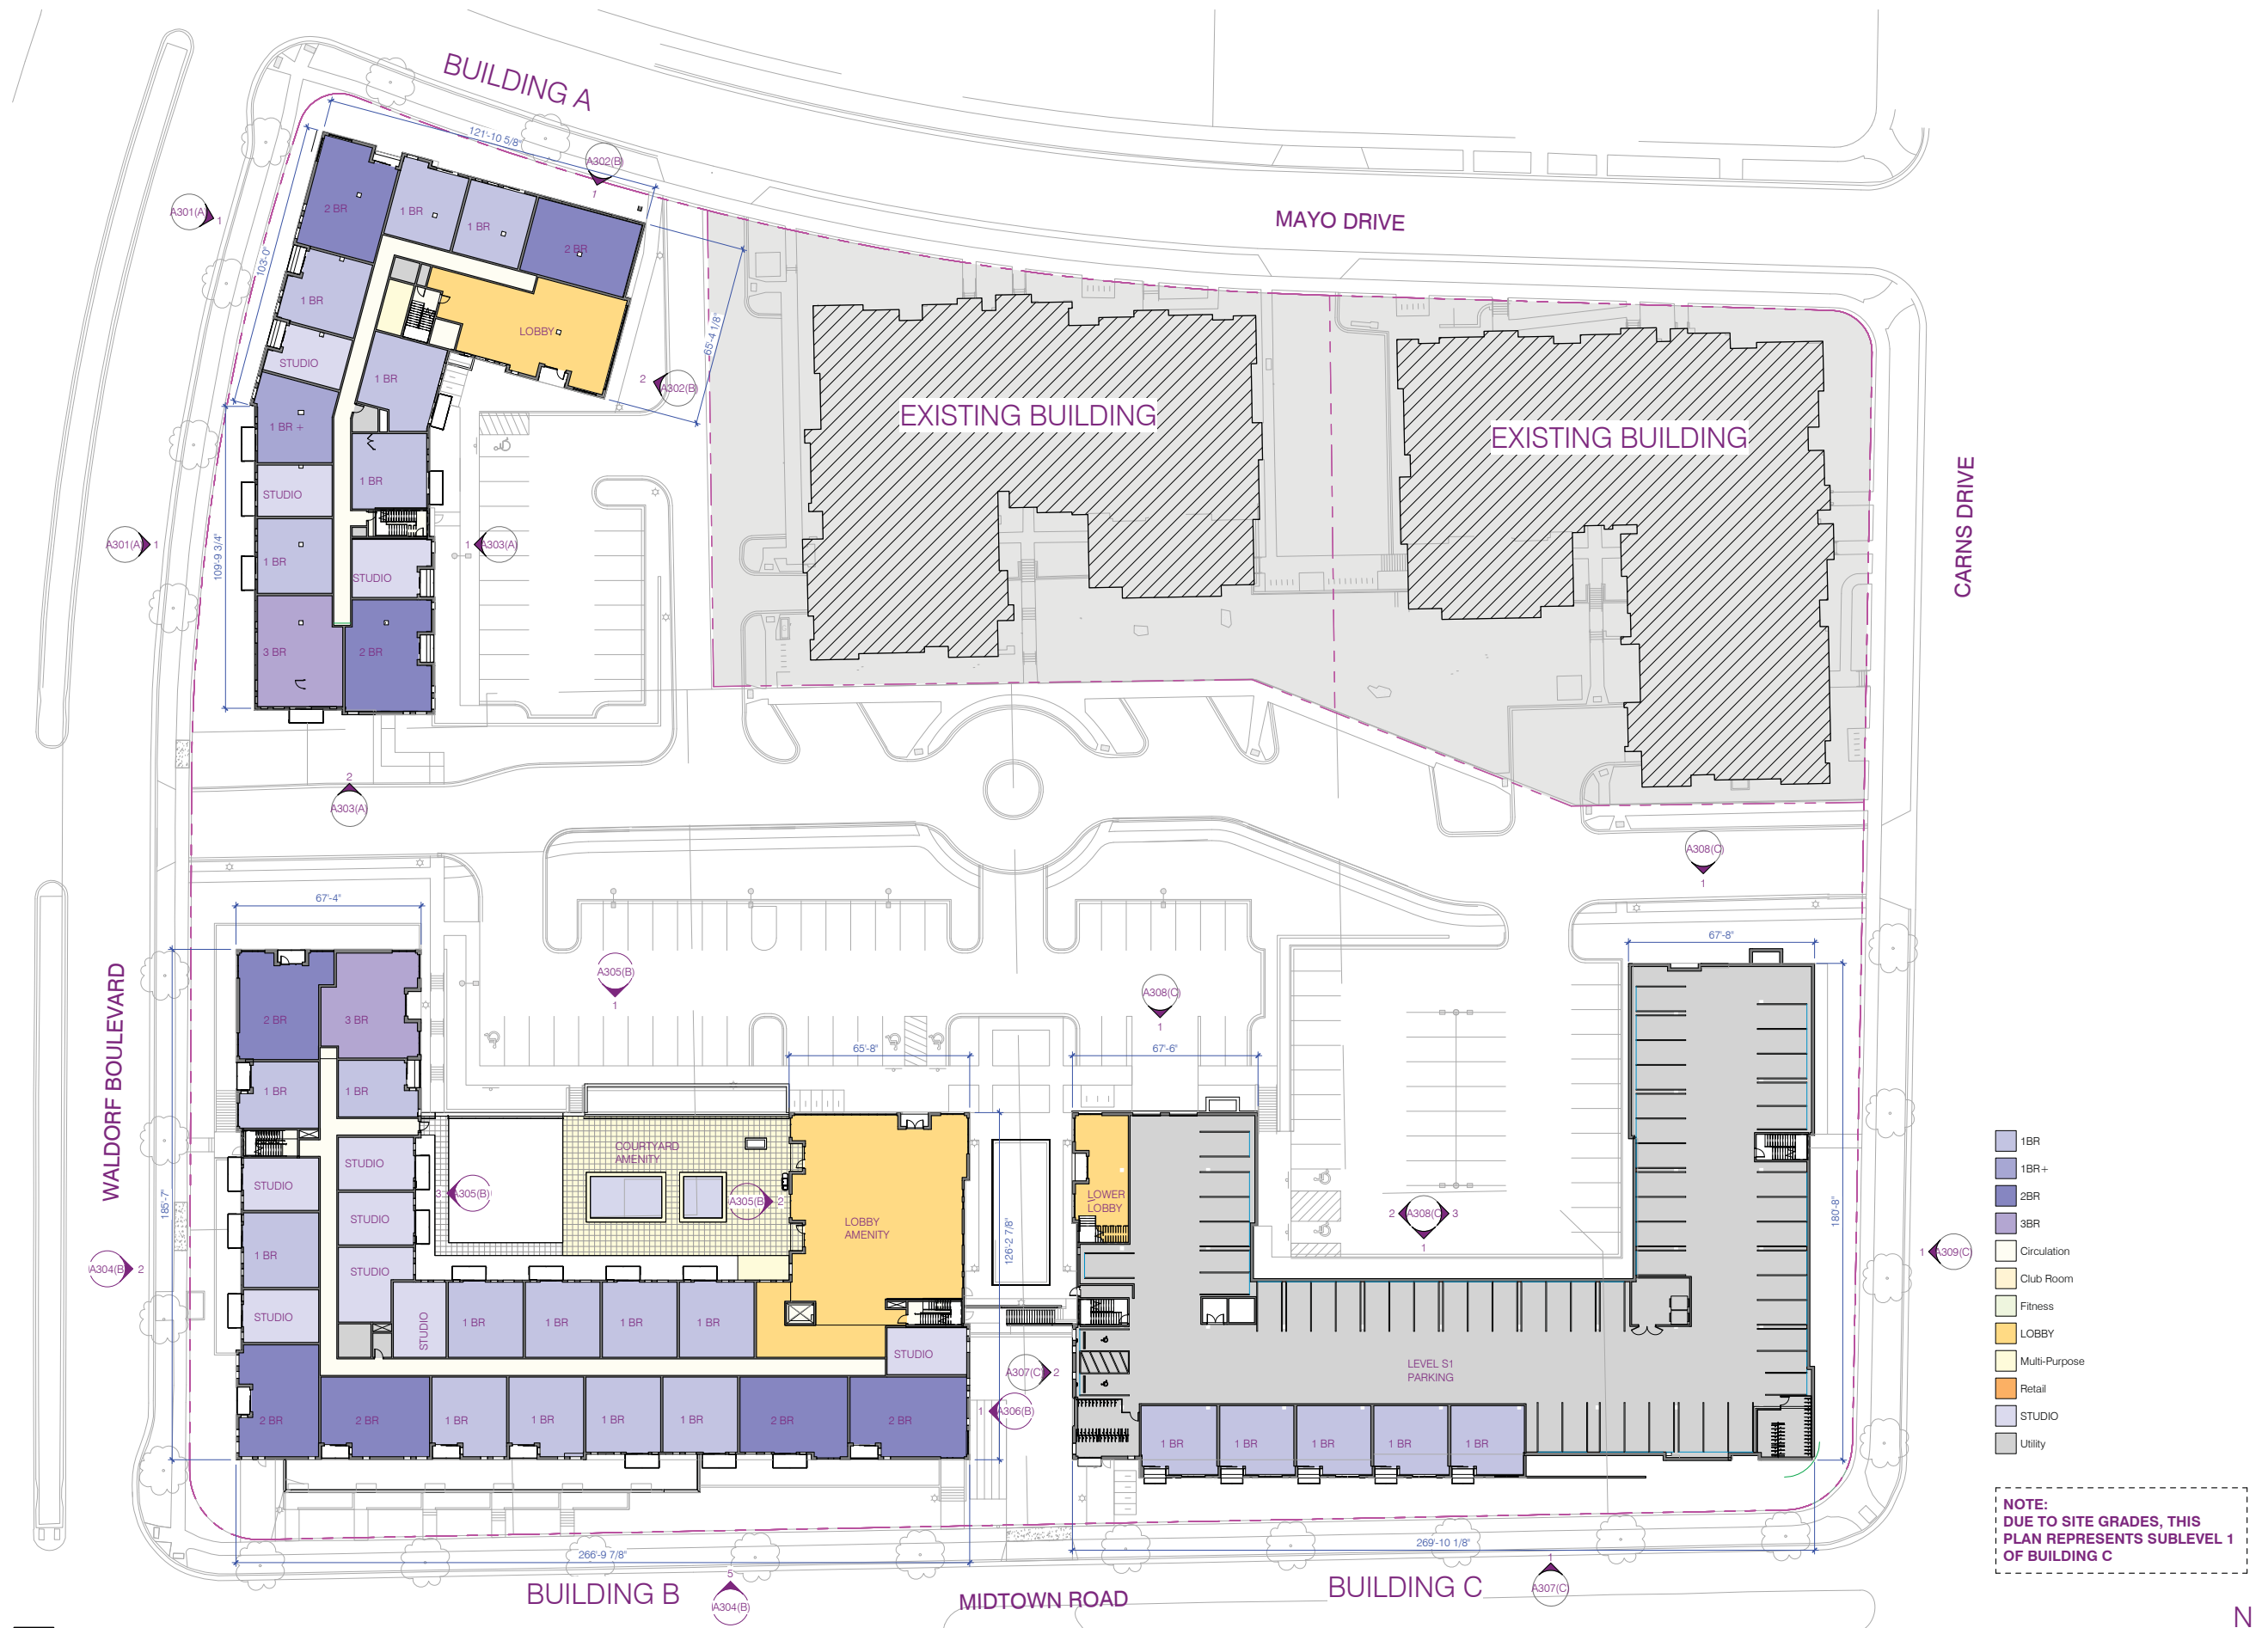 BUILDING A
121'-10 5/8"
A302(B)
1
A301(A)
1
MAYO DRIVE
2 BR
1 BR
1 BR
2 BR
103'-0"
1 BR
LOBBY
65'-4 1/8"
STUDIO
1 BR
2
A302(B)
1 BR +
EXISTING BUILDING
EXISTING BUILDING
1 BR
STUDIO
CARNS DRIVE
A301(A)
1
109'-9 3/4"
1 BR
STUDIO
1
A303(A)
3 BR
2 BR
2
A303(A)
A308(C)
1
67'-4"
67'-8"
WALDORF BOULEVARD
185'-7"
A305(B)
1
A308(C)
1
2 BR
3 BR
65'-8"
67'-6"
1 BR
1 BR
COURTYARD
AMENITY
STUDIO
STUDIO
3
A305(B)
A305(B)
2
LOWER
LOBBY
2
A308(C)
3
1
180'-8"
1 BR
STUDIO
LOBBY
AMENITY
126'-2 7/8"
A304(B)
2
1
A309(C)
STUDIO
STUDIO
STUDIO
1 BR
1 BR
1 BR
1 BR
STUDIO
A307(C)
2
LEVEL S1
PARKING
2 BR
2 BR
1 BR
1 BR
1 BR
1 BR
2 BR
2 BR
1
A306(B)
1 BR
1 BR
1 BR
1 BR
1 BR
1BR
1BR+
2BR
3BR
Circulation
Club Room
Fitness
LOBBY
Multi-Purpose
Retail
STUDIO
Utility
NOTE:
DUE TO SITE GRADES, THIS
PLAN REPRESENTS SUBLEVEL 1
OF BUILDING C
266'-9 7/8"
269'-10 1/8"
BUILDING B
5
A304(B)
MIDTOWN ROAD
BUILDING C
1
A307(C)
N